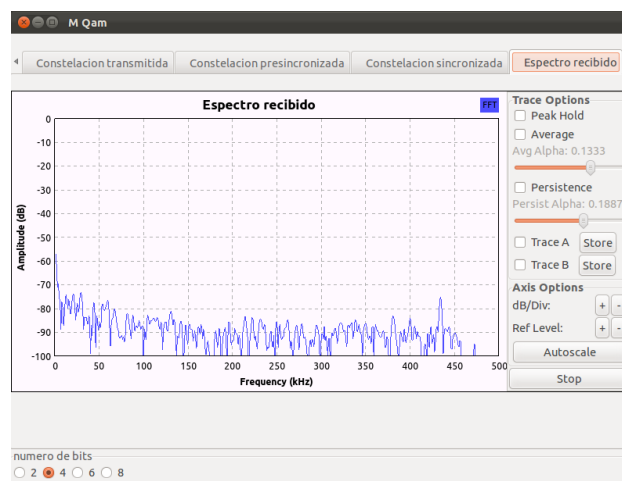 M Qam
Constelacion transmitida
Constelacion presincronizada
Constelacion sincronizada
Espectro recibido
Espectro recibido
FFT
Amplitude (dB)
0
-10
-20
-30
-40
-50
-60
-70
-80
-90
-100
0 50 100 150 200 250 300 350 400 450 500
Frequency (kHz)
Trace Options
Peak Hold
Average
Avg Alpha: 0.1333
Persistence
Persist Alpha: 0.1887
Trace A Store
Trace B Store
Axis Options
dB/Div: + -
Ref Level: + -
Autoscale
Stop
numero de bits
2 4 6 8